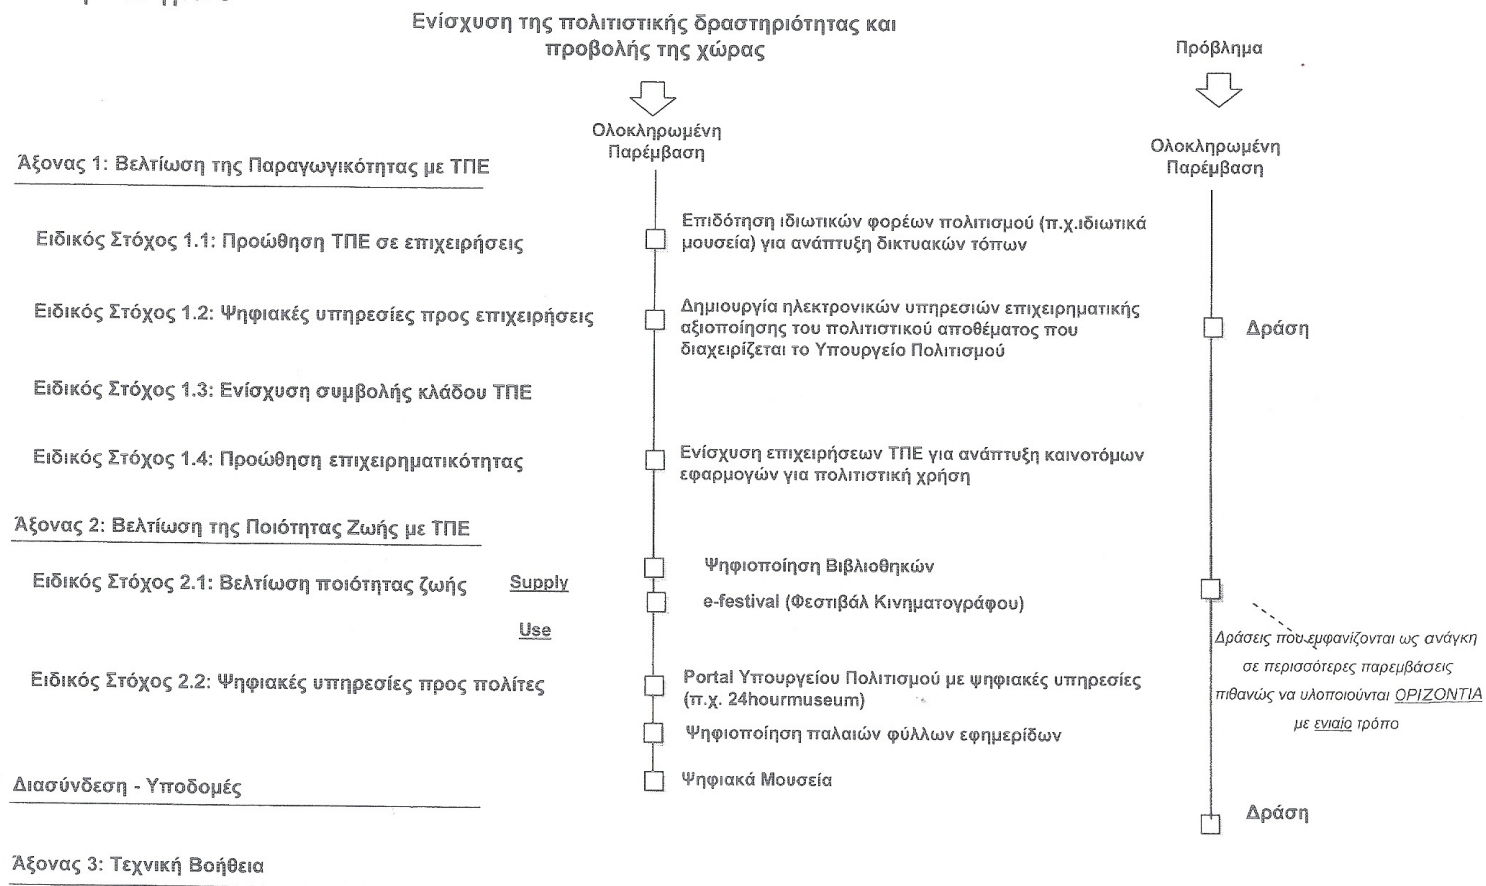 Ενίσχυση της πολιτιστικής δραστηριότητας και
προβολής της χώρας
Πρόβλημα
Ολοκληρωμένη
Παρέμβαση
Ολοκληρωμένη
Παρέμβαση
Άξονας 1: Βελτίωση της Παραγωγικότητας με ΤΠΕ
Ειδικός Στόχος 1.1: Προώθηση ΤΠΕ σε επιχειρήσεις
Επιδότηση ιδιωτικών φορέων πολιτισμού (π.χ.ιδιωτικά
μουσεία) για ανάπτυξη δικτυακών τόπων
Ειδικός Στόχος 1.2: Ψηφιακές υπηρεσίες προς επιχειρήσεις
Δημιουργία ηλεκτρονικών υπηρεσιών επιχειρηματικής
αξιοποίησης του πολιτιστικού αποθέματος που
διαχειρίζεται το Υπουργείο Πολιτισμού
Δράση
Ειδικός Στόχος 1.3: Ενίσχυση συμβολής κλάδου ΤΠΕ
Ειδικός Στόχος 1.4: Προώθηση επιχειρηματικότητας
Ενίσχυση επιχειρήσεων ΤΠΕ για ανάπτυξη καινοτόμων
εφαρμογών για πολιτιστική χρήση
Άξονας 2: Βελτίωση της Ποιότητας Ζωής με ΤΠΕ
Ειδικός Στόχος 2.1: Βελτίωση ποιότητας ζωής
Supply
Use
Ψηφιοποίηση Βιβλιοθηκών
e-festival (Φεστιβάλ Κινηματογράφου)
Δράσεις που εμφανίζονται ως ανάγκη
σε περισσότερες παρεμβάσεις
πιθανώς να υλοποιούνται ΟΡΙΖΟΝΤΙΑ
με ενιαίο τρόπο
Ειδικός Στόχος 2.2: Ψηφιακές υπηρεσίες προς πολίτες
Portal Υπουργείου Πολιτισμού με ψηφιακές υπηρεσίες
(π.χ. 24hourmuseum)
Ψηφιοποίηση παλαιών φύλλων εφημερίδων
Ψηφιακά Μουσεία
Διασύνδεση - Υποδομές
Δράση
Άξονας 3: Τεχνική Βοήθεια